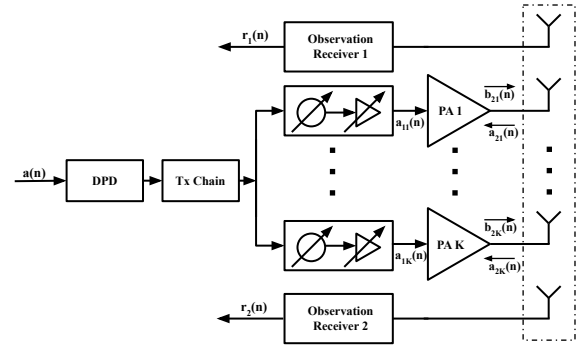 r1(n)
Observation
Receiver 1
a11(n)
PA 1
b21(n)
a21(n)
a(n)
DPD
Tx Chain
a1K(n)
PA K
b2K(n)
a2K(n)
r2(n)
Observation
Receiver 2